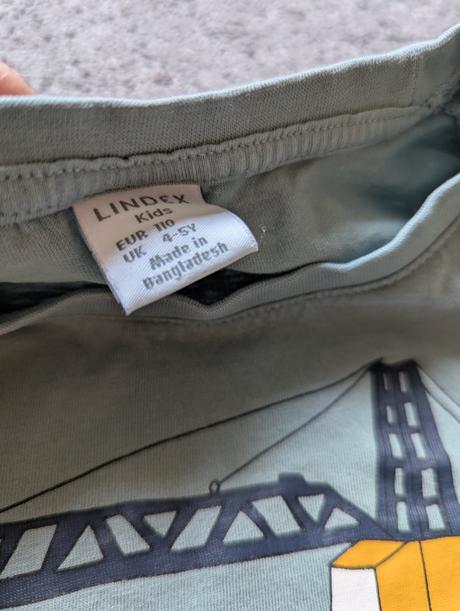 LINDEX
Kids
EUR 110
UK 4-5Y
Made in
Bangladesh